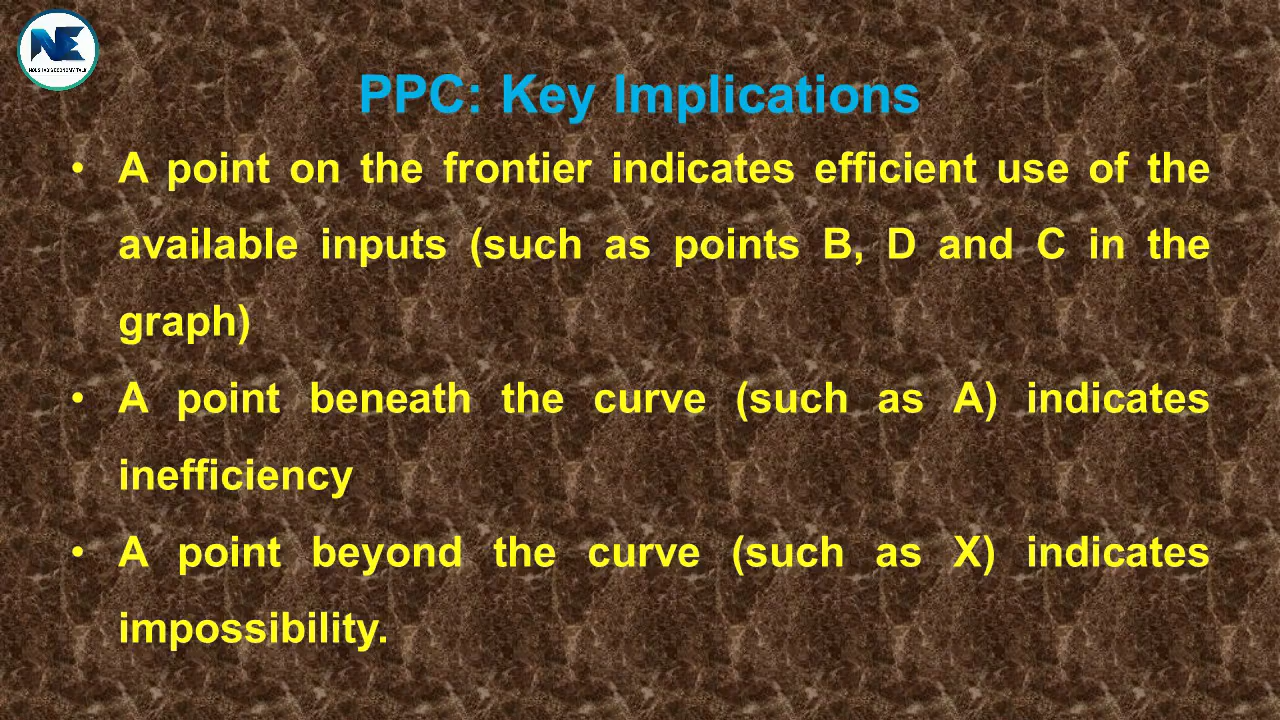 NE
PPC: Key Implications
• A point on the frontier indicates efficient use of the
available inputs (such as points B, D and C in the
graph)
• A point beneath the curve (such as A) indicates
inefficiency
• A point beyond the curve (such as X) indicates
impossibility.